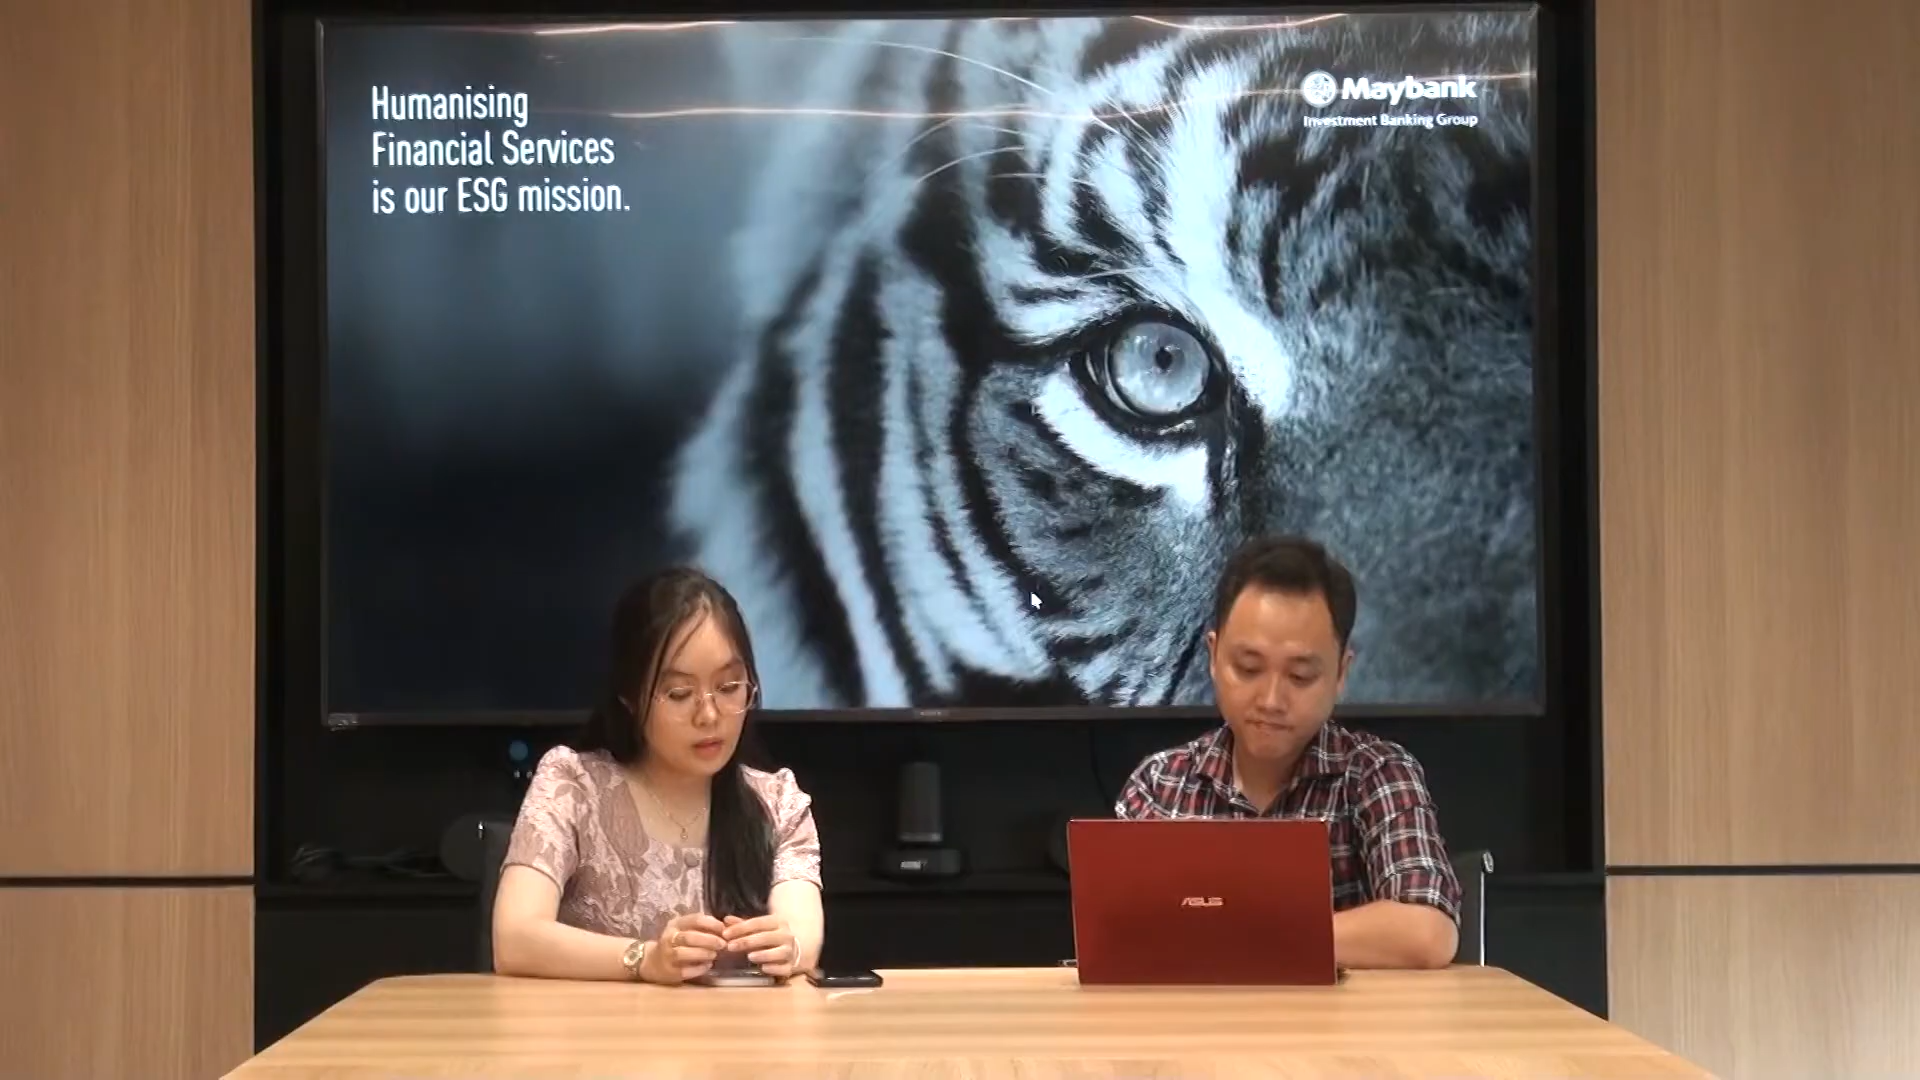 Humanising
Financial Services
is our ESG mission.
Maybank
Investment Banking Group
ASUS